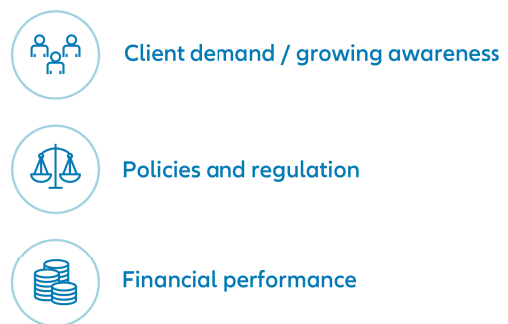 Client demand / growing awareness
Policies and regulation
Financial performance